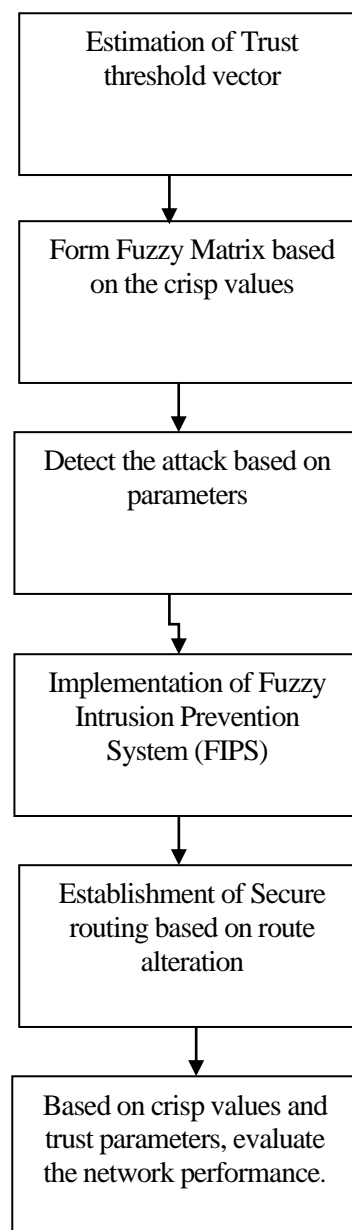 Estimation of Trust
threshold vector
Form Fuzzy Matrix based
on the crisp values
Detect the attack based on
parameters
Implementation of Fuzzy
Intrusion Prevention
System (FIPS)
Establishment of Secure
routing based on route
alteration
Based on crisp values and
trust parameters, evaluate
the network performance.